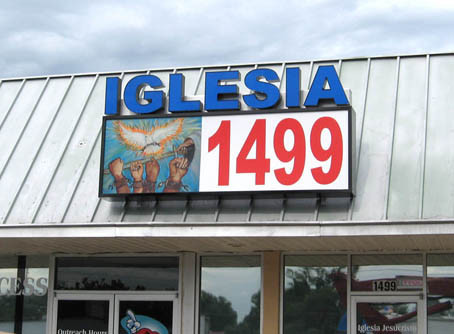 IGLESIA
1499
CESS
1499
Outreach Hours
Iglesia Jesucristo